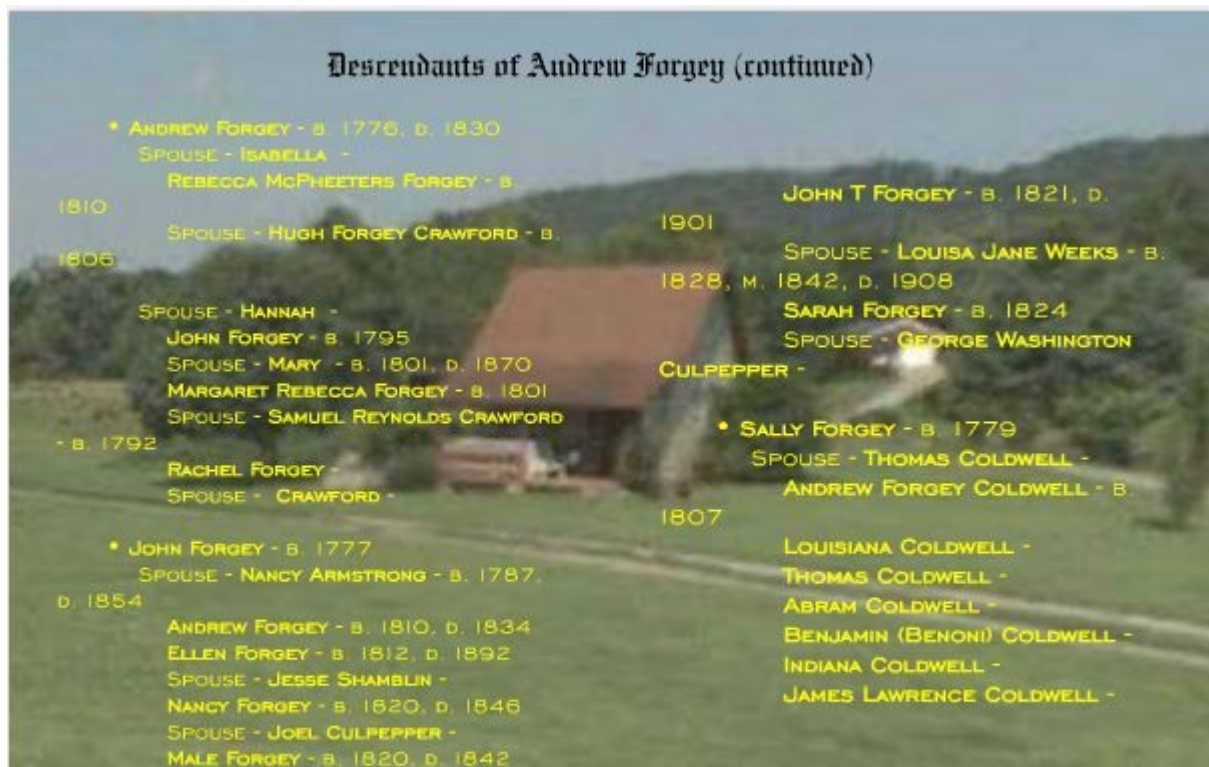 Descendants of Andrew Forgey (continued)
• ANDREW FORGEY - B. 1776, D. 1830
SPOUSE - ISABELLA -
REBECCA MCPHEETERS FORGEY - B.
1810
SPOUSE - HUGH FORGEY CRAWFORD - B.
1806
SPOUSE - HANNAH -
JOHN FORGEY - B. 1795
SPOUSE - MARY - B. 1801, D. 1870
MARGARET REBECCA FORGEY - B. 1801
SPOUSE - SAMUEL REYNOLDS CRAWFORD
- B. 1792
RACHEL FORGEY -
SPOUSE - CRAWFORD -
• JOHN FORGEY - B. 1777
SPOUSE - NANCY ARMSTRONG - B. 1787,
D. 1854
ANDREW FORGEY - B. 1810, D. 1834
ELLEN FORGEY - B. 1812, D. 1892
SPOUSE - JESSE SHAMBLIN -
NANCY FORGEY - B. 1820, D. 1846
SPOUSE - JOEL CULPEPPER -
MALE FORGEY - B. 1820, D. 1842
JOHN T FORGEY - B. 1821, D.
1901
SPOUSE - LOUISA JANE WEEKS - B.
1828, M. 1842, D. 1908
SARAH FORGEY - B. 1824
SPOUSE - GEORGE WASHINGTON
CULPEPPER -
• SALLY FORGEY - B. 1779
SPOUSE - THOMAS COLDWELL -
ANDREW FORGEY COLDWELL - B.
1807
LOUISIANA COLDWELL -
THOMAS COLDWELL -
ABRAM COLDWELL -
BENJAMIN (BENONI) COLDWELL -
INDIANA COLDWELL -
JAMES LAWRENCE COLDWELL -